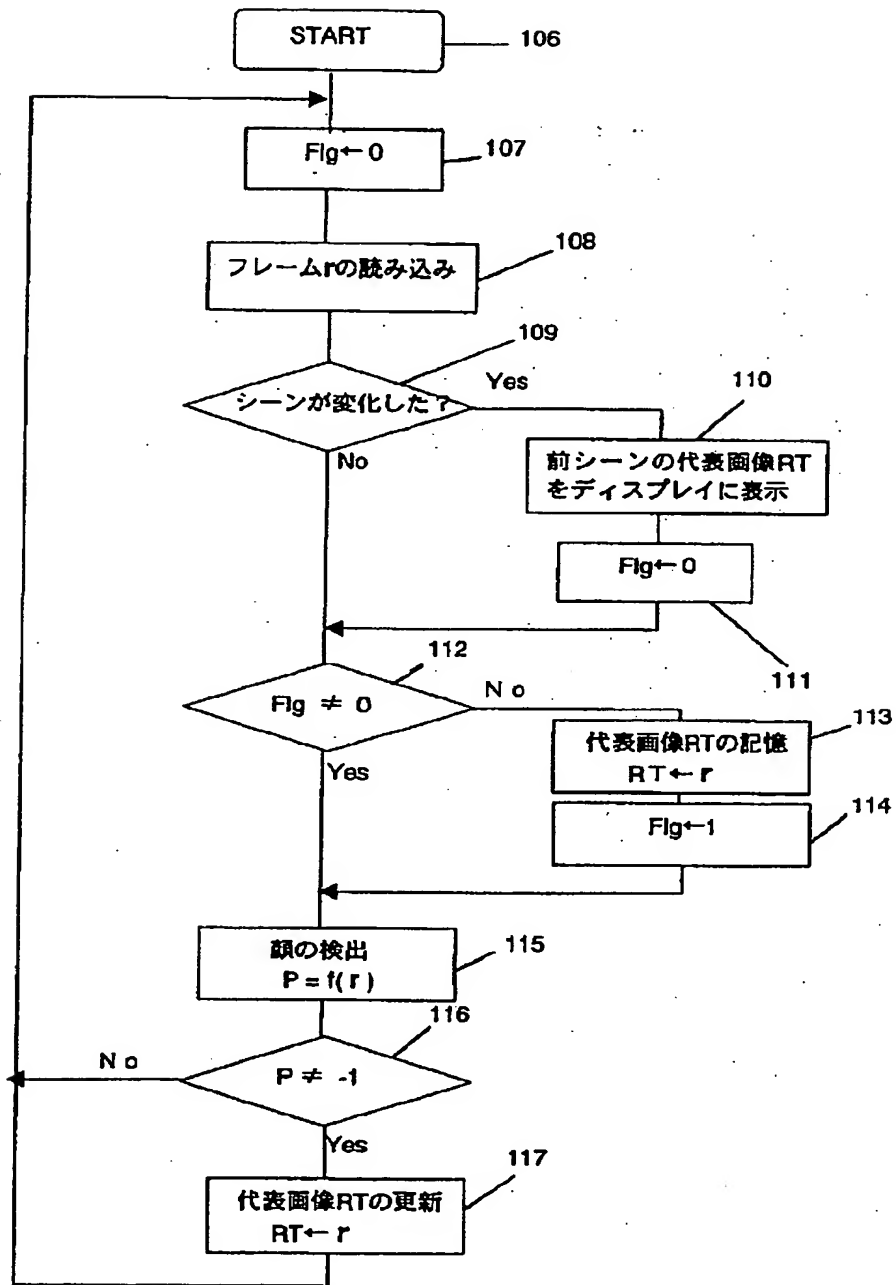 START
106
Flg←0
107
フレームrの読み込み
108
109
シーンが変化した？
Yes
No
110
前シーンの代表画像RT
をディスプレイに表示
Flg←0
111
112
Flg ≠ 0
No
Yes
113
代表画像RTの記憶
RT←r
114
Flg←1
顔の検出
P = f(r)
115
116
P ≠ -1
No
Yes
117
代表画像RTの更新
RT←r